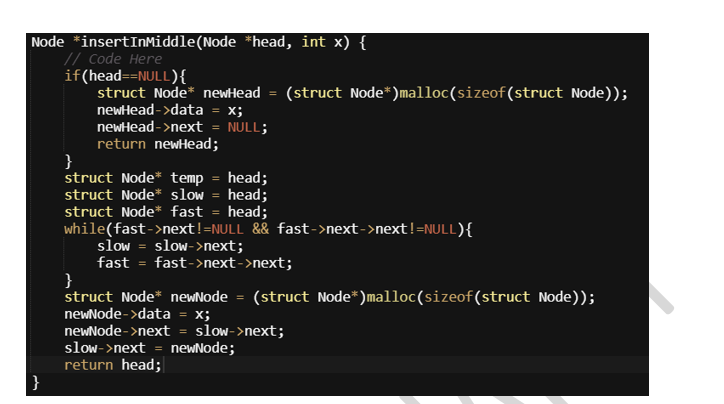 Node *insertInMiddle(Node *head, int x) {
    // Code Here
    if(head==NULL){
        struct Node* newHead = (struct Node*)malloc(sizeof(struct Node));
        newHead->data = x;
        newHead->next = NULL;
        return newHead;
    }
    struct Node* temp = head;
    struct Node* slow = head;
    struct Node* fast = head;
    while(fast->next!=NULL && fast->next->next!=NULL){
        slow = slow->next;
        fast = fast->next->next;
    }
    struct Node* newNode = (struct Node*)malloc(sizeof(struct Node));
    newNode->data = x;
    newNode->next = slow->next;
    slow->next = newNode;
    return head;
}